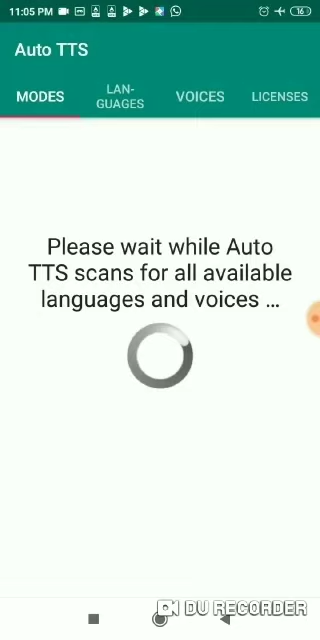 11:05 PM
16
Auto TTS
MODES
LAN-
GUAGES
VOICES
LICENSES
Please wait while Auto
TTS scans for all available
languages and voices ...
DU RECORDER